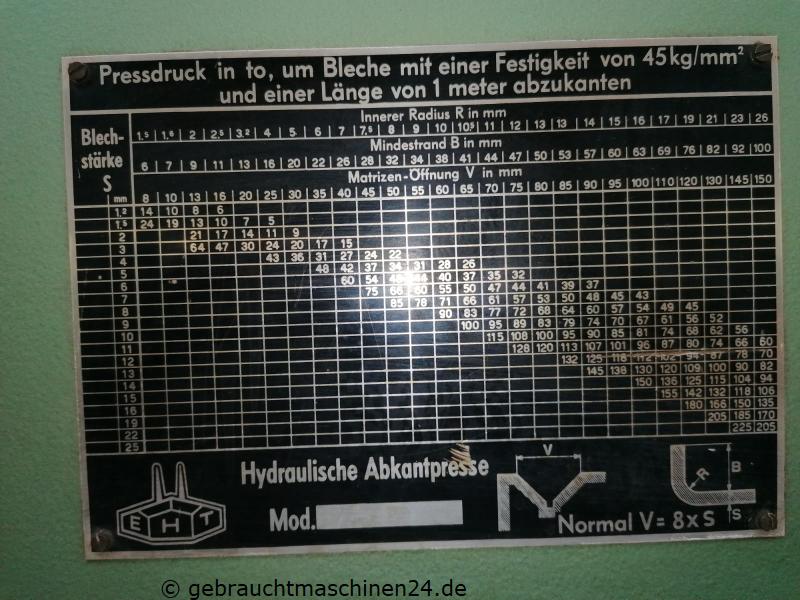 Pressdruck in to, um Bleche mit einer Festigkeit von 45kg/mm²
und einer Länge von 1 meter abzukanten
Blech-
stärke
S
mm
Innerer Radius R in mm
1,5 1,6 2 2,5 3,2 4 5 6 7 7,5 8 9 10 10,5 11 12 13 13 14 15 16 17 19 21 23 26
Mindestrand B in mm
6 7 9 11 13 16 20 22 26 28 32 34 38 41 44 47 50 53 57 60 63 69 76 82 92 100
Matrizen-Öffnung V in mm
8 10 13 16 20 25 30 35 40 45 50 55 60 65 70 75 80 85 90 95 100 110 120 130 145 150
1,2 14 10 8 6
1,5 24 19 13 10 7 5
2 21 17 14 11 9
3 64 47 30 24 20 17 15
4 43 36 31 27 24 22
5 48 42 37 34 31 28 26
6 60 54 40 37 35 32
7 75 66 60 55 50 47 44 41 39 37
8 85 78 71 66 61 57 53 50 48 45 43
9 90 83 77 72 68 64 60 57 54 49 45
10 100 95 89 83 79 74 70 67 61 56 52
11 115 108 100 95 90 85 81 74 68 62 56
12 128 120 113 107 101 96 87 80 74 66 60
13 132 125 118 112 102 94 87 78 70
14 145 138 130 120 109 100 90 82
15 150 136 125 115 104 94
16 155 142 132 118 106
18 180 166 150 135
19 205 185 170
22 225 205
25
EHT
Hydraulische Abkantpresse
Mod.
V
Normal V = 8 x S
R
B
S
© gebrauchtmaschinen24.de